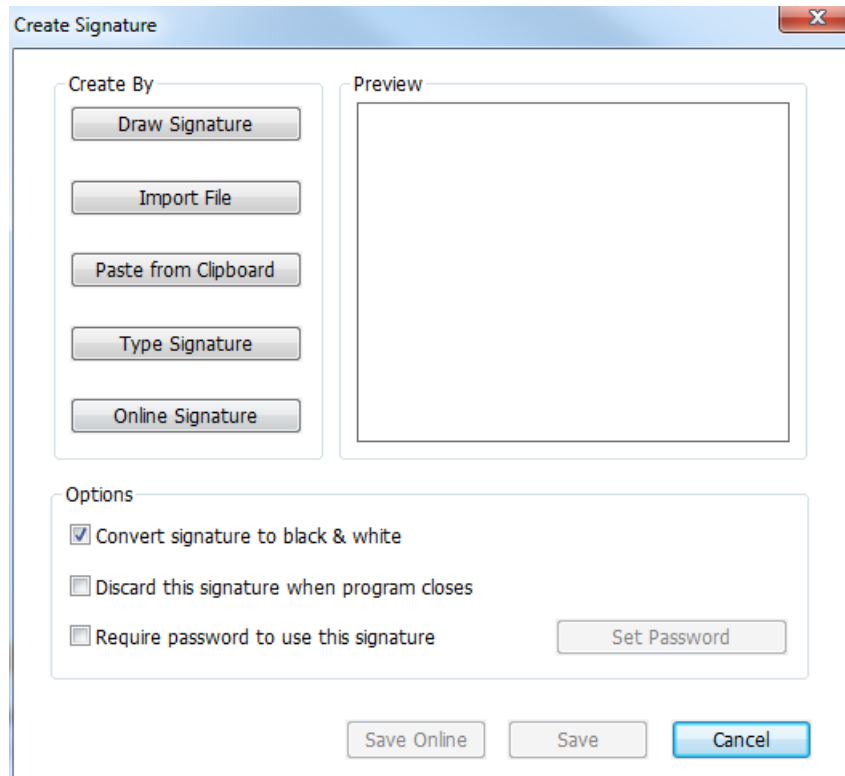 Create Signature
Create By
Draw Signature
Import File
Paste from Clipboard
Type Signature
Online Signature
Preview
Options
Convert signature to black & white
Discard this signature when program closes
Require password to use this signature
Set Password
Save Online
Save
Cancel